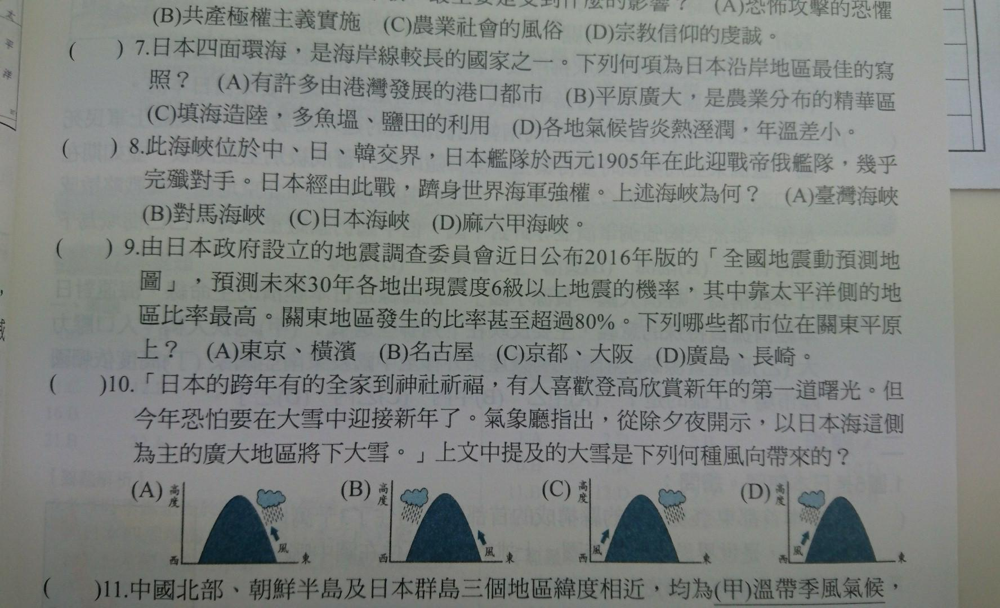 (B)共產極權主義實施　(C)農業社會的風俗　(D)宗教信仰的虔誠。
(　　) 7.日本四面環海，是海岸線較長的國家之一。下列何項為日本沿岸地區最佳的寫
照？　(A)有許多由港灣發展的港口都市　(B)平原廣大，是農業分布的精華區
(C)填海造陸，多魚塭、鹽田的利用　(D)各地氣候皆炎熱溼潤，年溫差小。
(　　) 8.此海峽位於中、日、韓交界，日本艦隊於西元1905年在此迎戰帝俄艦隊，幾乎
完殲對手。日本經由此戰，躋身世界海軍強權。上述海峽為何？　(A)臺灣海峽
(B)對馬海峽　(C)日本海峽　(D)麻六甲海峽。
(　　) 9.由日本政府設立的地震調查委員會近日公布2016年版的「全國地震動預測地
圖」，預測未來30年各地出現震度6級以上地震的機率，其中靠太平洋側的地
區比率最高。關東地區發生的比率甚至超過80%。下列哪些都市位在關東平原
上？　(A)東京、橫濱　(B)名古屋　(C)京都、大阪　(D)廣島、長崎。
(　　)10.「日本的跨年有的全家到神社祈福，有人喜歡登高欣賞新年的第一道曙光。但
今年恐怕要在大雪中迎接新年了。氣象廳指出，從除夕夜開示，以日本海這側
為主的廣大地區將下大雪。」上文中提及的大雪是下列何種風向帶來的？
(A) 高度 風 西 東
(B) 高度 風 西 東
(C) 高度 風 西 東
(D) 高度 風 西 東
(　　)11.中國北部、朝鮮半島及日本群島三個地區緯度相近，均為(甲)溫帶季風氣候，